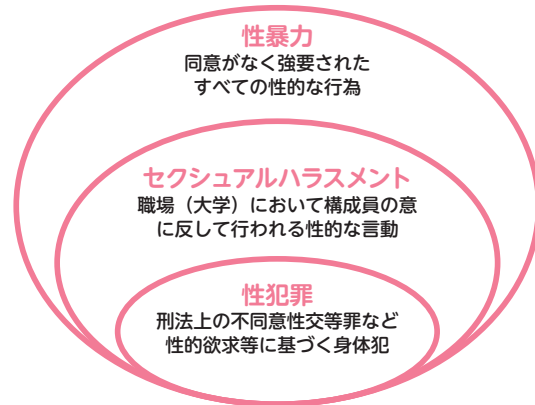 性暴力
同意がなく強要された
すべての性的な行為
セクシュアルハラスメント
職場（大学）において構成員の意
に反して行われる性的な言動
性犯罪
刑法上の不同意性交等罪など
性的欲求等に基づく身体犯